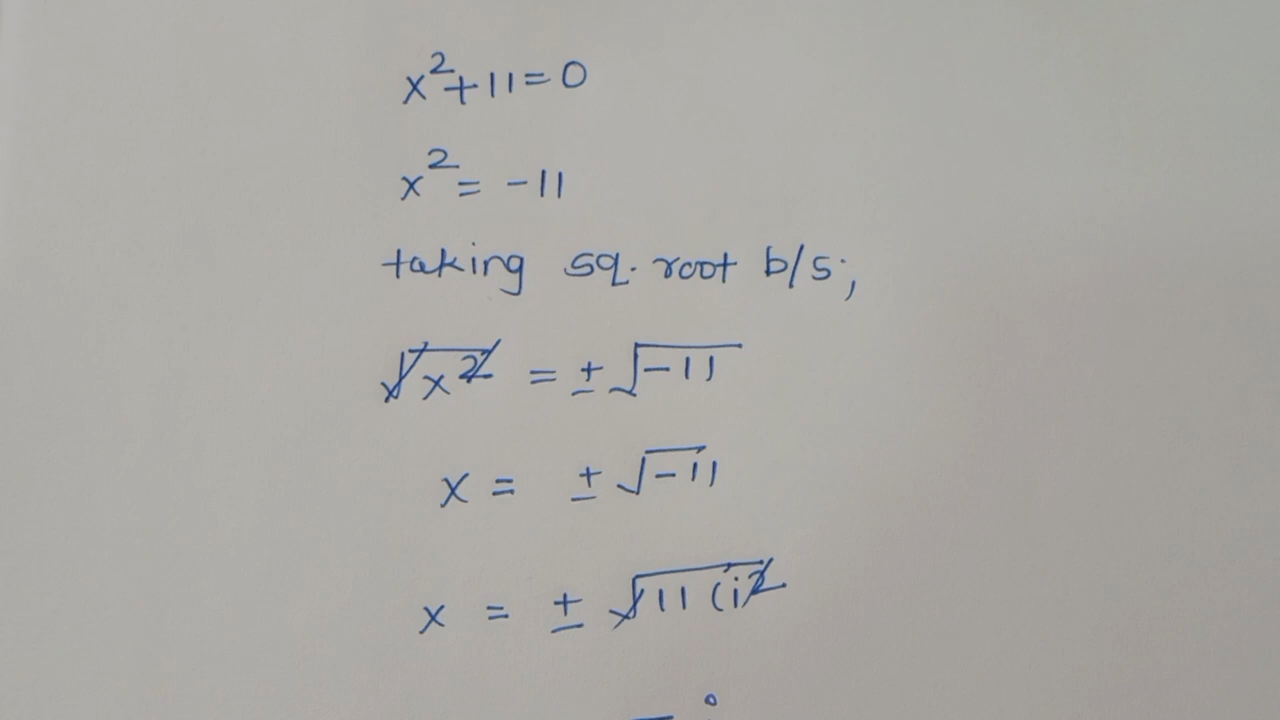 x²+11=0
x²= -11
taking sq. root b/s;
√x² = ±√-11
x = ±√-11
x = ±√11(i²